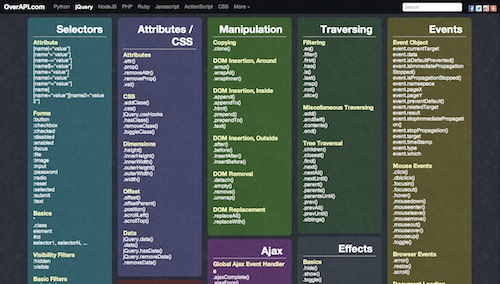 OverAPI.com
Python
jQuery
NodeJS
PHP
Ruby
Javascript
ActionScript
CSS
More
Search
Selectors
Attribute
[name|="value"]
[name*="value"]
[name~="value"]
[name$="value"]
[name="value"]
[name!="value"]
[name^="value"]
[name]
[name="value"][name2="value
2"]
Forms
:button
:checkbox
:checked
:disabled
:enabled
:focus
:file
:image
:input
:password
:radio
:reset
:selected
:submit
:text
Basics
*
.class
element
#id
selector1, selectorN, ...
Visibility Filters
:hidden
:visible
Basic Filters
Attributes /
CSS
Attributes
.attr()
.prop()
.removeAttr()
.removeProp()
.val()
CSS
.addClass()
.css()
jQuery.cssHooks
.hasClass()
.removeClass()
.toggleClass()
Dimensions
.height()
.innerHeight()
.innerWidth()
.outerHeight()
.outerWidth()
.width()
Offset
.offset()
.offsetParent()
.position()
.scrollLeft()
.scrollTop()
Data
jQuery.data()
.data()
jQuery.hasData()
jQuery.removeData()
.removeData()
Manipulation
Copying
.clone()
DOM Insertion, Around
.wrap()
.wrapAll()
.wrapInner()
DOM Insertion, Inside
.append()
.appendTo()
.html()
.prepend()
.prependTo()
.text()
DOM Insertion, Outside
.after()
.before()
.insertAfter()
.insertBefore()
DOM Removal
.detach()
.empty()
.remove()
.unwrap()
DOM Replacement
.replaceAll()
.replaceWith()
Ajax
Global Ajax Event Handler
s
.ajaxComplete()
.ajaxError()
Traversing
Filtering
.eq()
.filter()
.first()
.has()
.is()
.last()
.map()
.not()
.slice()
Miscellaneous Traversing
.add()
.andSelf()
.contents()
.end()
Tree Traversal
.children()
.closest()
.find()
.next()
.nextAll()
.nextUntil()
.parent()
.parents()
.parentsUntil()
.prev()
.prevAll()
.prevUntil()
.siblings()
Effects
Basics
.hide()
.show()
.toggle()
Events
Event Object
event.currentTarget
event.data
event.isDefaultPrevented()
event.isImmediatePropagation
Stopped()
event.isPropagationStopped()
event.namespace
event.pageX
event.pageY
event.preventDefault()
event.relatedTarget
event.result
event.stopImmediatePropagati
on()
event.stopPropagation()
event.target
event.timeStamp
event.type
event.which
Mouse Events
.click()
.dblclick()
.focusin()
.focusout()
.hover()
.mousedown()
.mouseenter()
.mouseleave()
.mousemove()
.mouseout()
.mouseover()
.mouseup()
.toggle()
Browser Events
.error()
.resize()
.scroll()
Document Loading